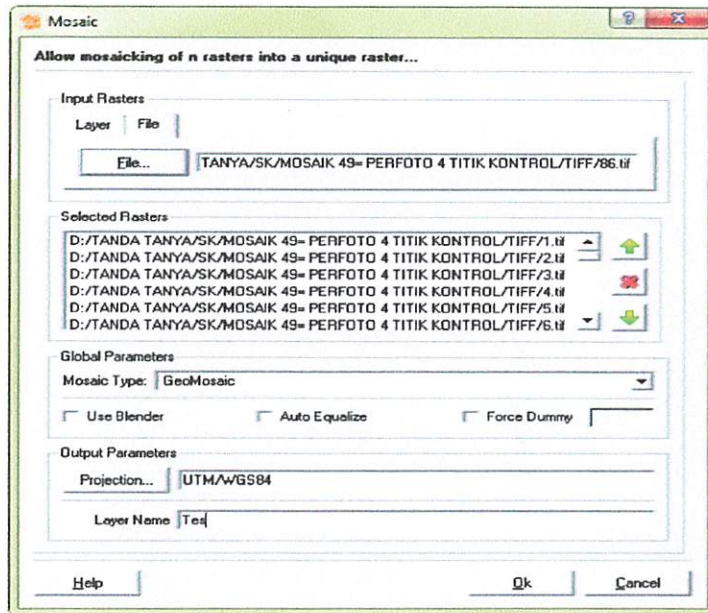 Mosaic
Allow mosaicking of n rasters into a unique raster...
Input Rasters
Layer File
File... TANYA/SK/MOSAIK 49= PERFOTO 4 TITIK KONTROL/TIFF/86.tif
Selected Rasters
D:/TANDA TANYA/SK/MOSAIK 49= PERFOTO 4 TITIK KONTROL/TIFF/1.tif
D:/TANDA TANYA/SK/MOSAIK 49= PERFOTO 4 TITIK KONTROL/TIFF/2.tif
D:/TANDA TANYA/SK/MOSAIK 49= PERFOTO 4 TITIK KONTROL/TIFF/3.tif
D:/TANDA TANYA/SK/MOSAIK 49= PERFOTO 4 TITIK KONTROL/TIFF/4.tif
D:/TANDA TANYA/SK/MOSAIK 49= PERFOTO 4 TITIK KONTROL/TIFF/5.tif
D:/TANDA TANYA/SK/MOSAIK 49= PERFOTO 4 TITIK KONTROL/TIFF/6.tif
Global Parameters
Mosaic Type: GeoMosaic
Use Blender Auto Equalize Force Dummy
Output Parameters
Projection... UTM/WGS84
Layer Name Tes
Help Ok Cancel